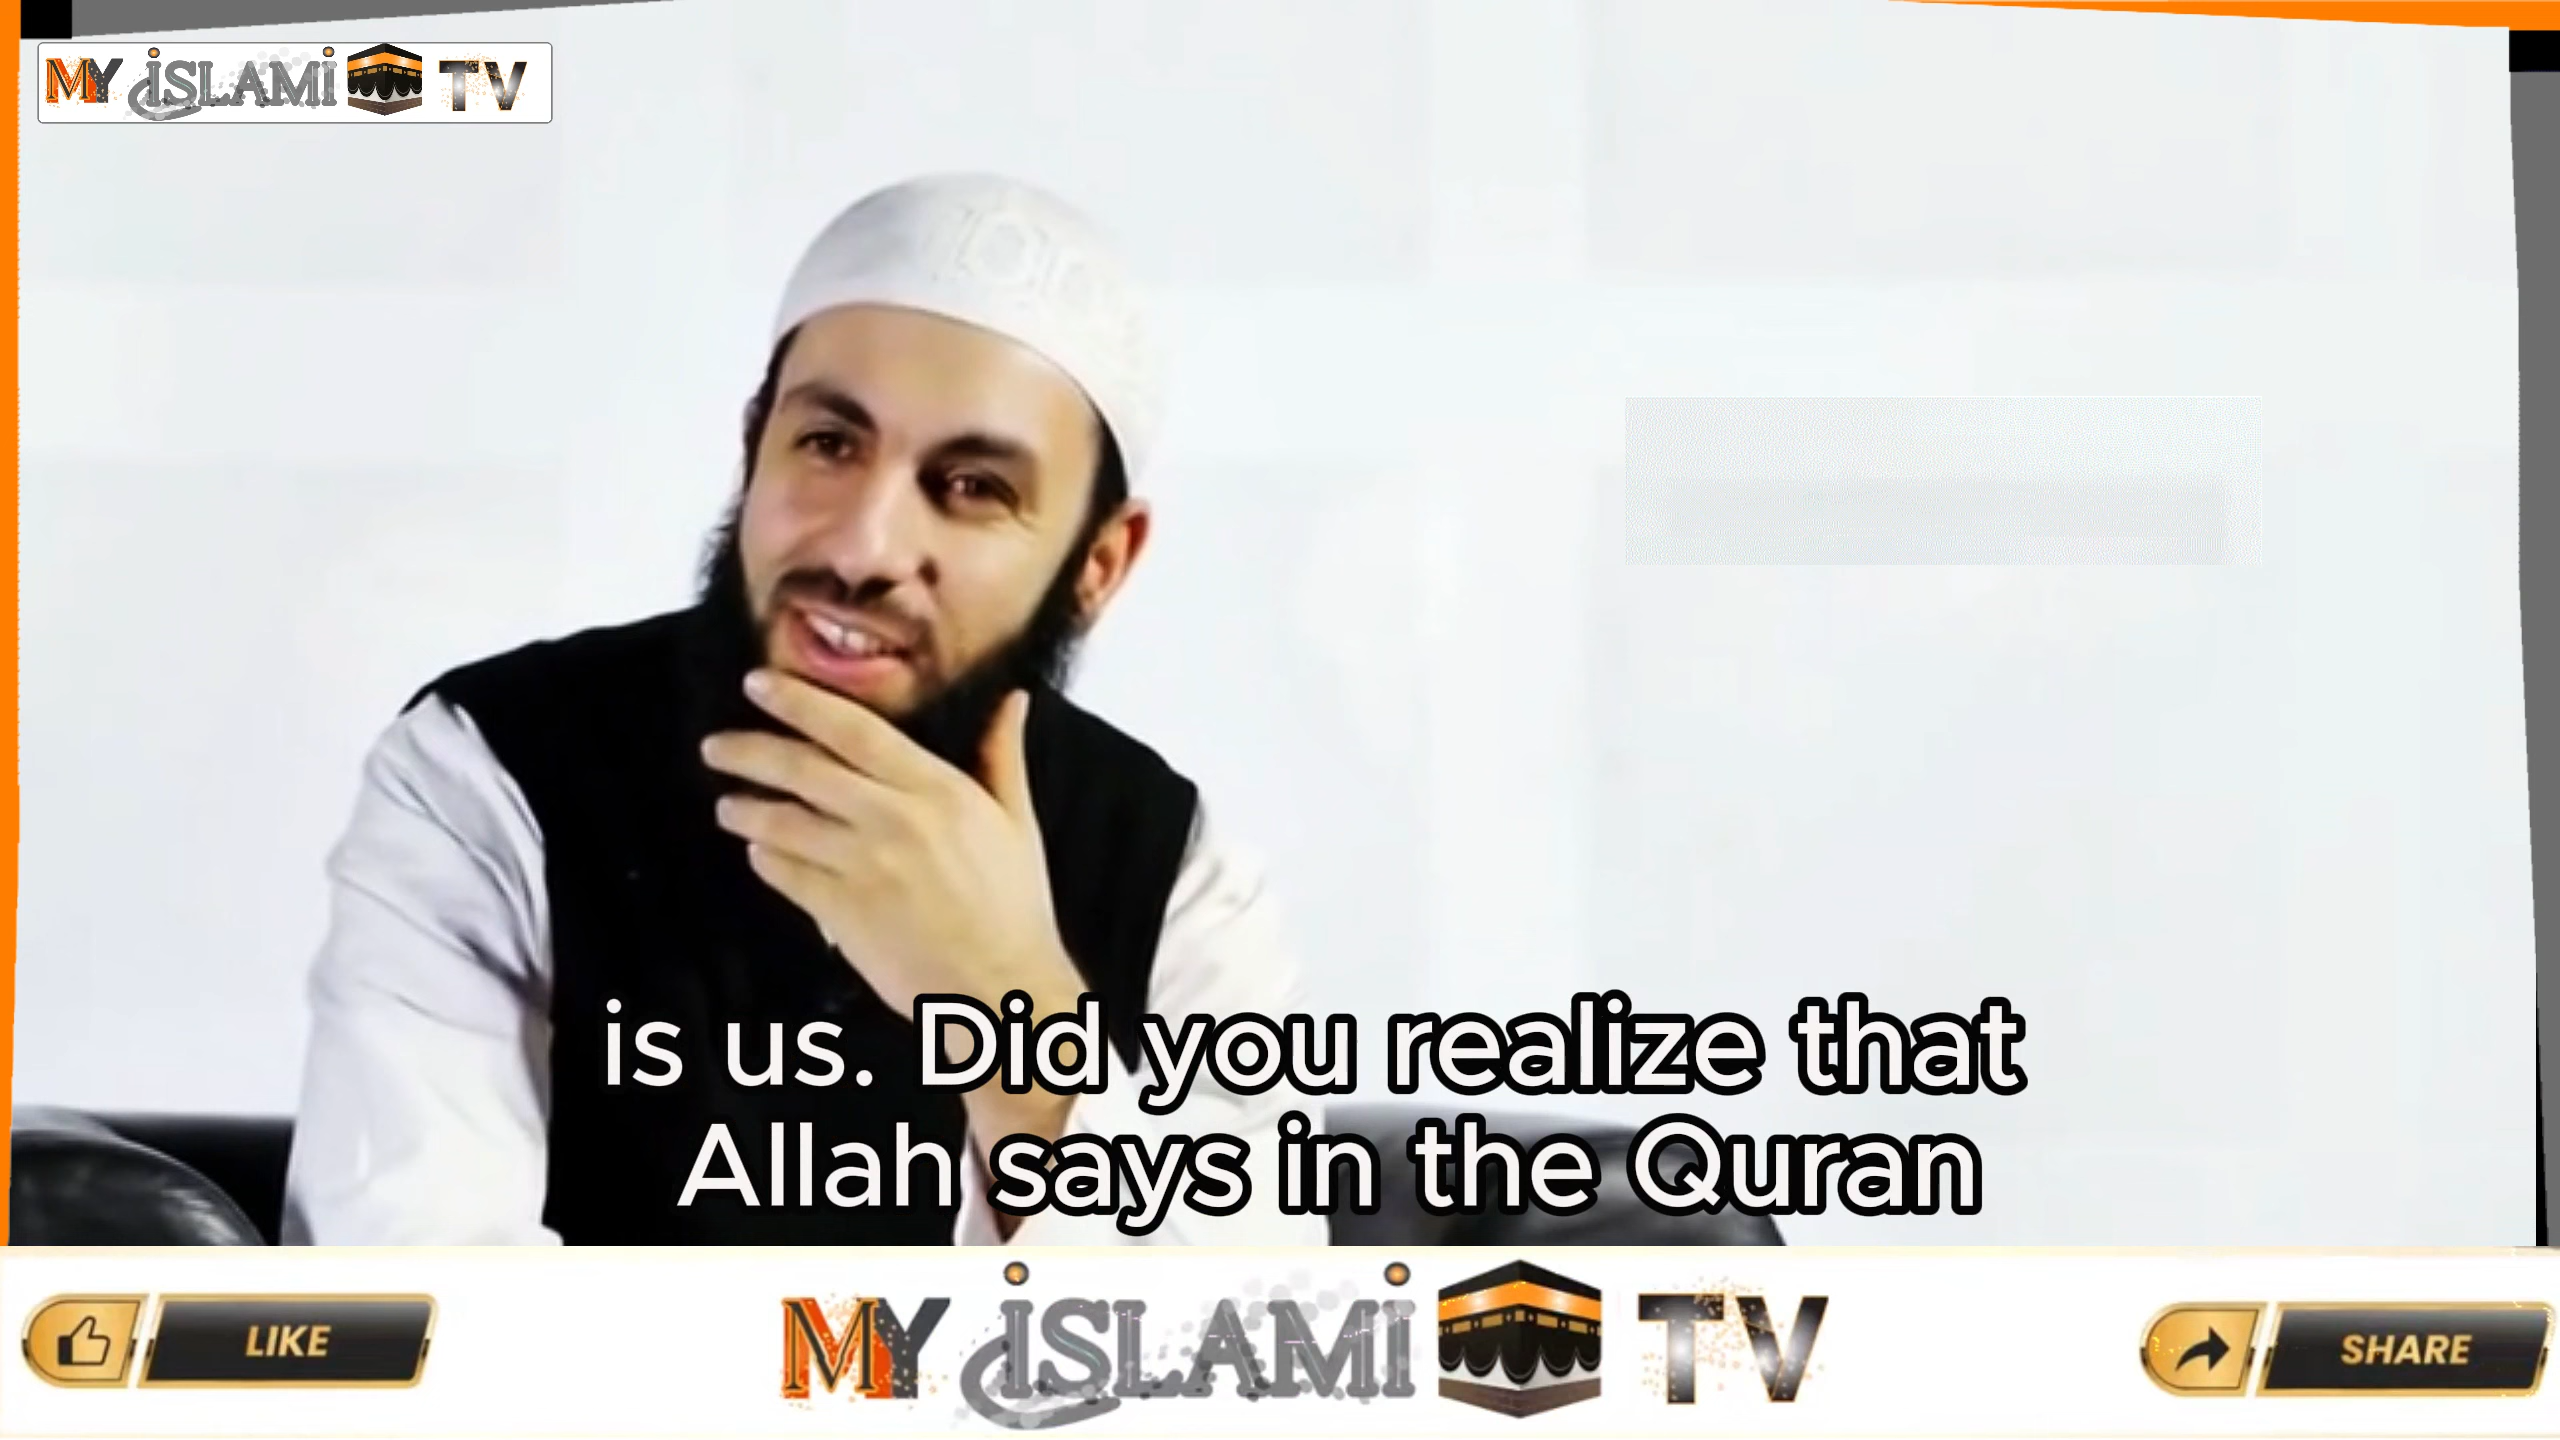 MY iSLAMi TV
is us. Did you realize that
Allah says in the Quran
LIKE
MY iSLAMi TV
SHARE